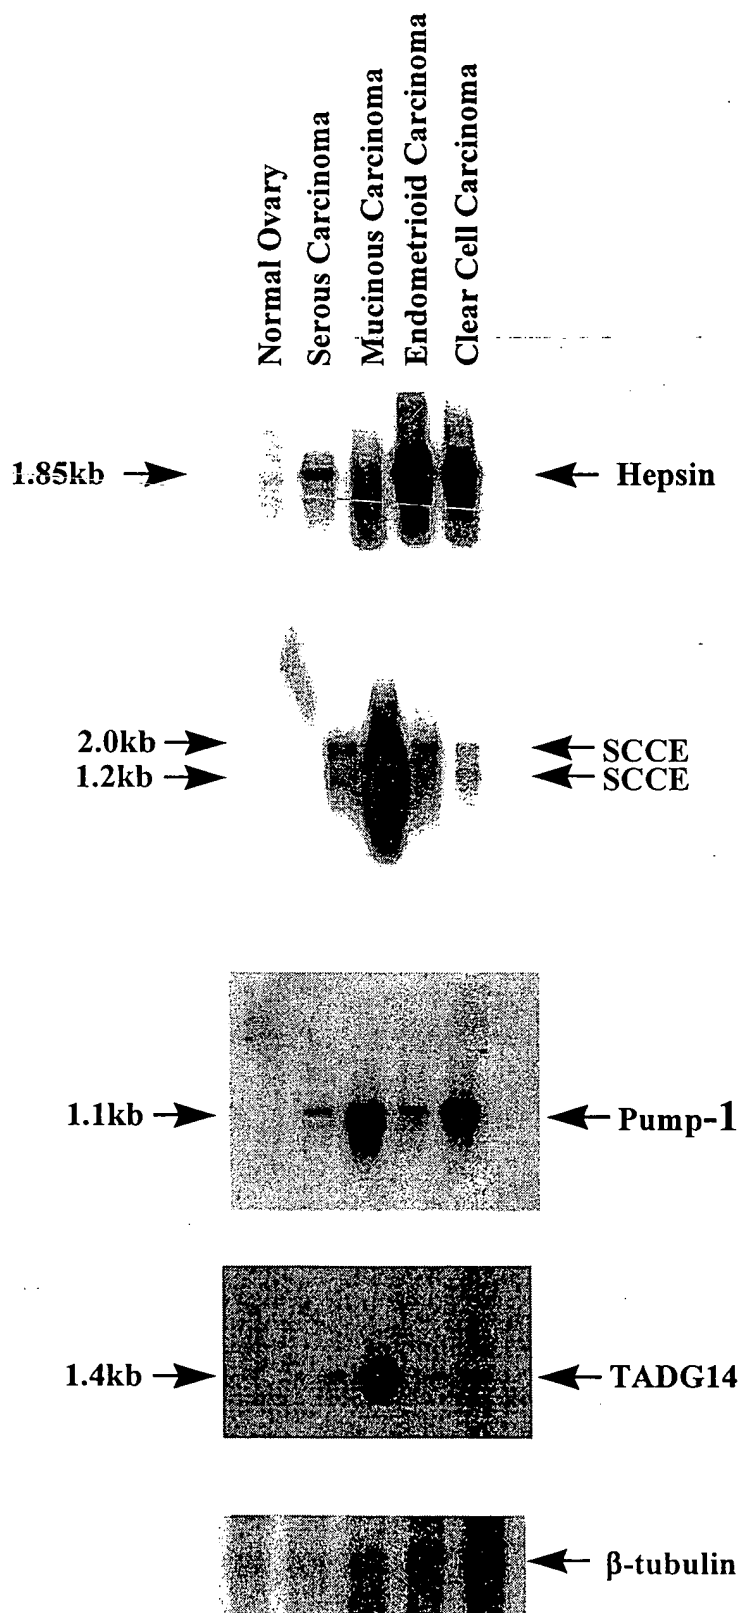 Normal Ovary
Serous Carcinoma
Mucinous Carcinoma
Endometrioid Carcinoma
Clear Cell Carcinoma
1.85kb
Hepsin
2.0kb
SCCE
1.2kb
SCCE
1.1kb
Pump-1
1.4kb
TADG14
β-tubulin